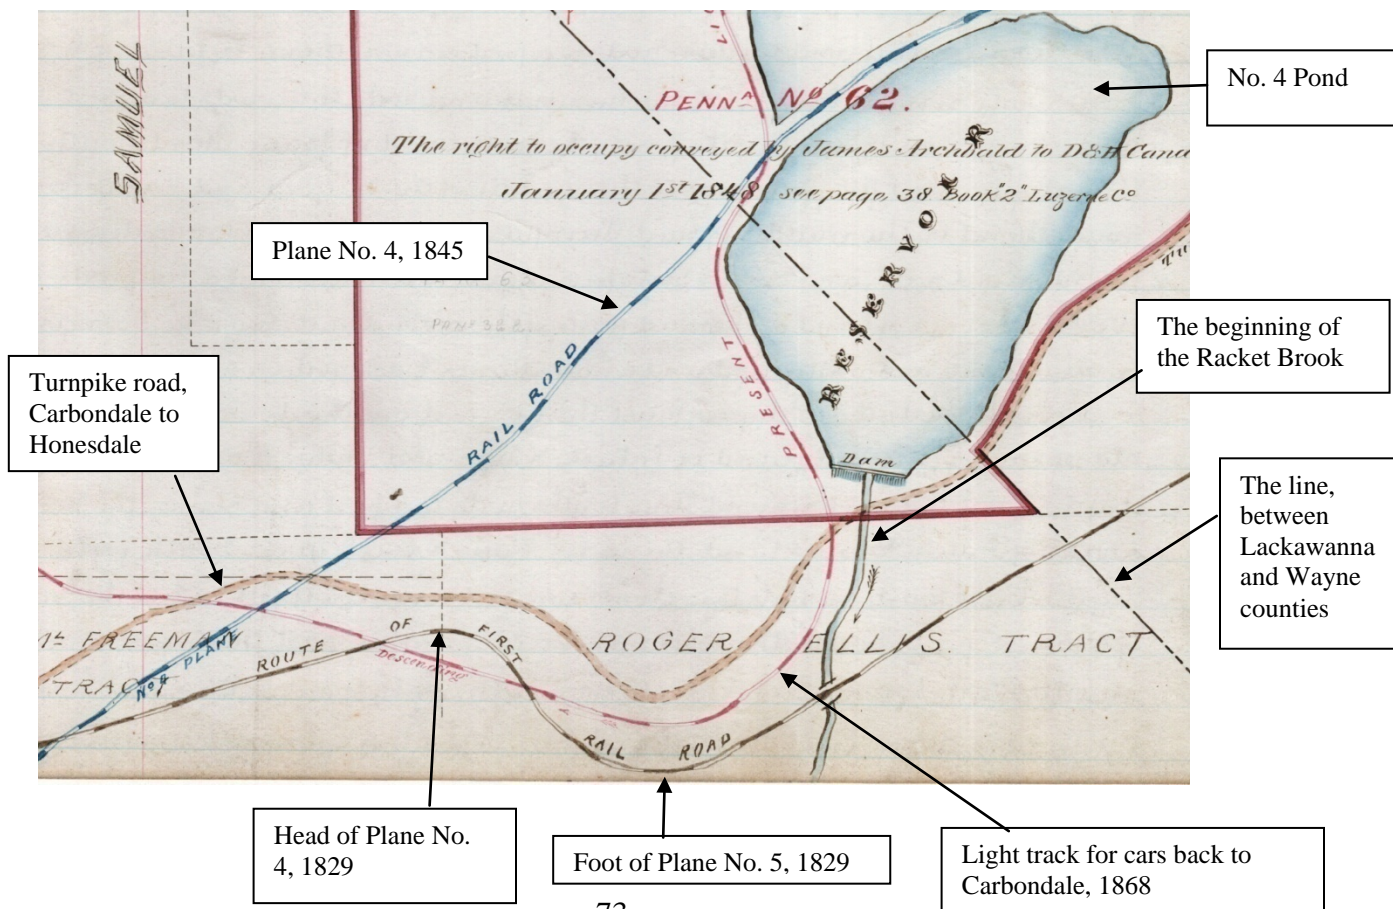 SAMUEL
LI
PENNᴬ Nº 62.
No. 4 Pond
The right to occupy conveyed by James Archbald to D&H Cana
January 1st 1848 see page 38 Book "2" Luzerne Co
RESERVOIR
Plane No. 4, 1845
The beginning of
the Racket Brook
Turnpike road,
Carbondale to
Honesdale
RAIL ROAD
PRESENT
Dam
The line,
between
Lackawanna
and Wayne
counties
FREEMAN
TRACT
No 4 PLANE
ROUTE OF FIRST
RAIL ROAD
Descending
ROGER ELLIS. TRACT
Head of Plane No.
4, 1829
Foot of Plane No. 5, 1829
Light track for cars back to
Carbondale, 1868
73